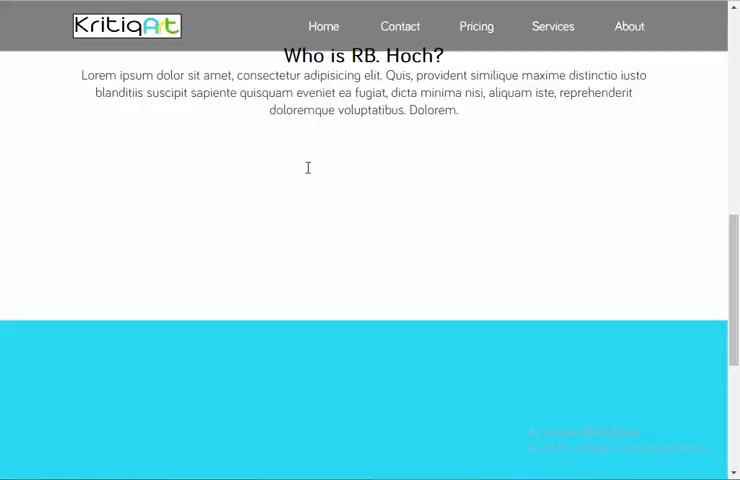 KritiqArt
Home Contact Pricing Services About
Who is RB. Hoch?
Lorem ipsum dolor sit amet, consectetur adipisicing elit. Quis, provident similique maxime distinctio iusto
blanditiis suscipit sapiente quisquam eveniet ea fugiat, dicta minima nisi, aliquam iste, reprehenderit
doloremque voluptatibus. Dolorem.
Activate Windows